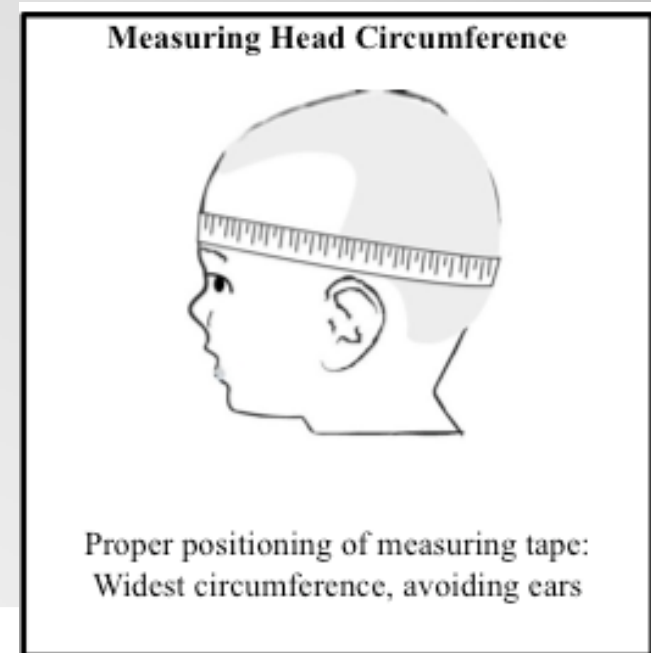 Measuring Head Circumference
Proper positioning of measuring tape:
Widest circumference, avoiding ears